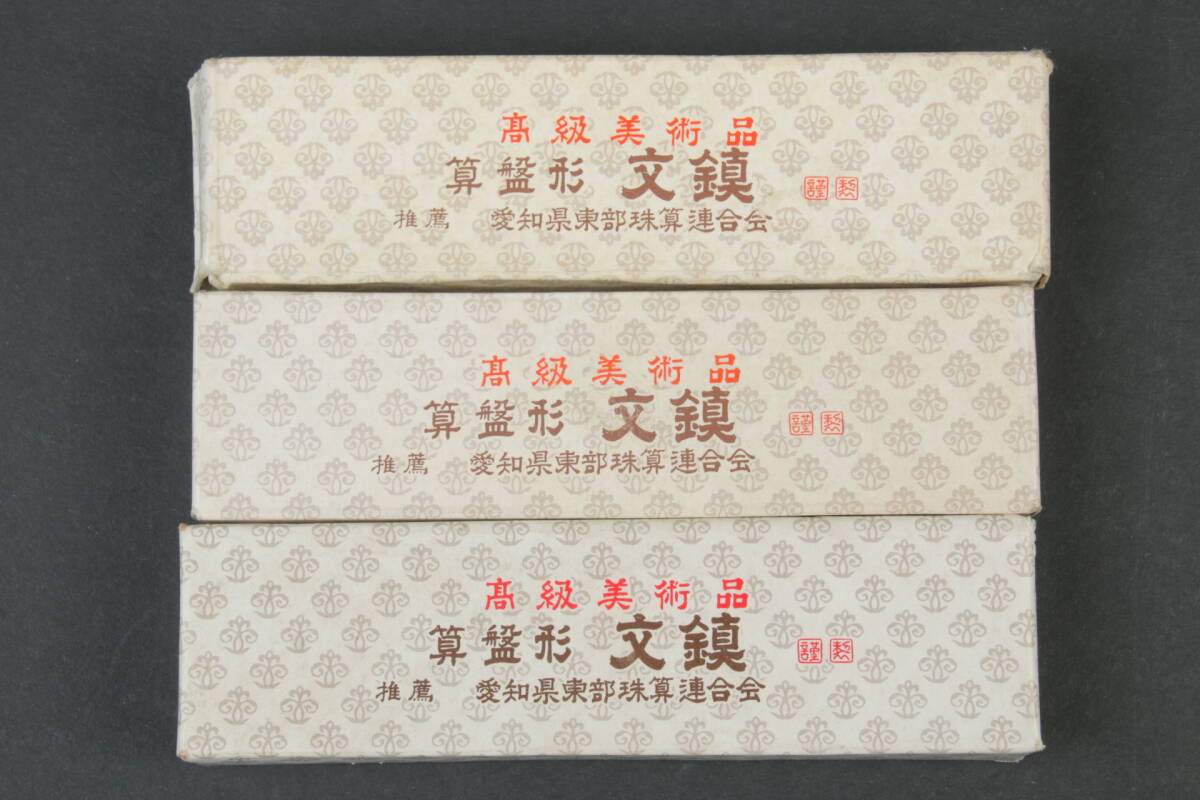 髙級美術品
算盤形 文鎮 謹製
推薦 愛知県東部珠算連合会
髙級美術品
算盤形 文鎮 謹製
推薦 愛知県東部珠算連合会
髙級美術品
算盤形 文鎮 謹製
推薦 愛知県東部珠算連合会